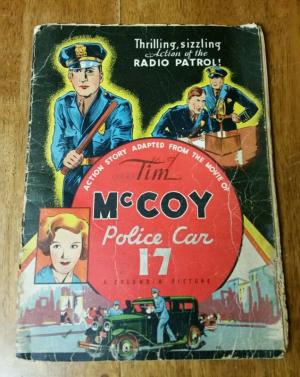 Thrilling, sizzling
Action of the
RADIO PATROL!
ACTION STORY ADAPTED FROM THE MOVIE OF
Tim
McCOY
Police Car
17
A COLUMBIA PICTURE